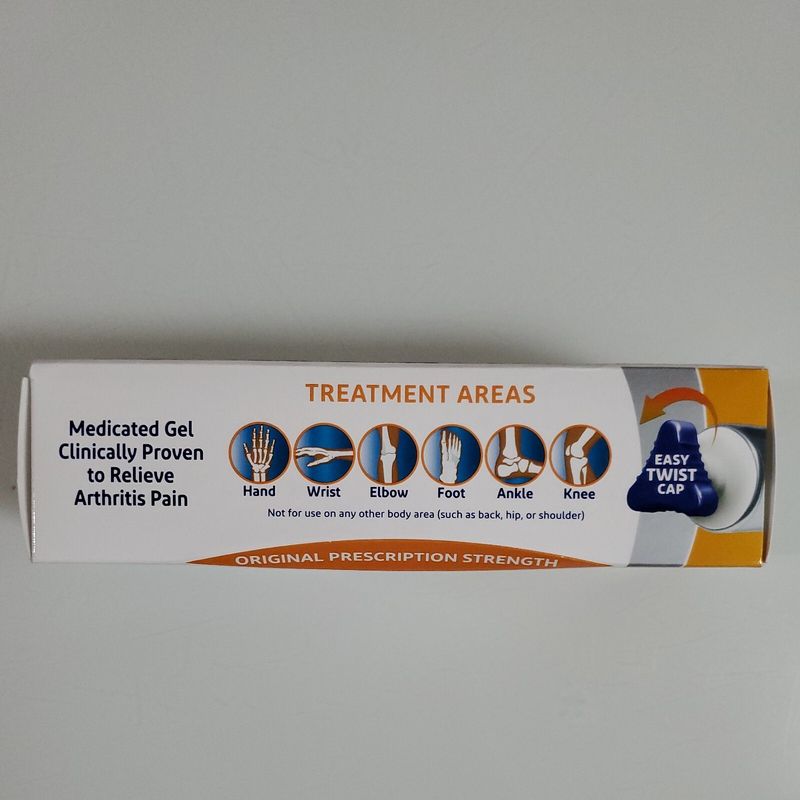 TREATMENT AREAS
Medicated Gel
Clinically Proven
to Relieve
Arthritis Pain
Hand Wrist Elbow Foot Ankle Knee
Not for use on any other body area (such as back, hip, or shoulder)
ORIGINAL PRESCRIPTION STRENGTH
EASY
TWIST
CAP